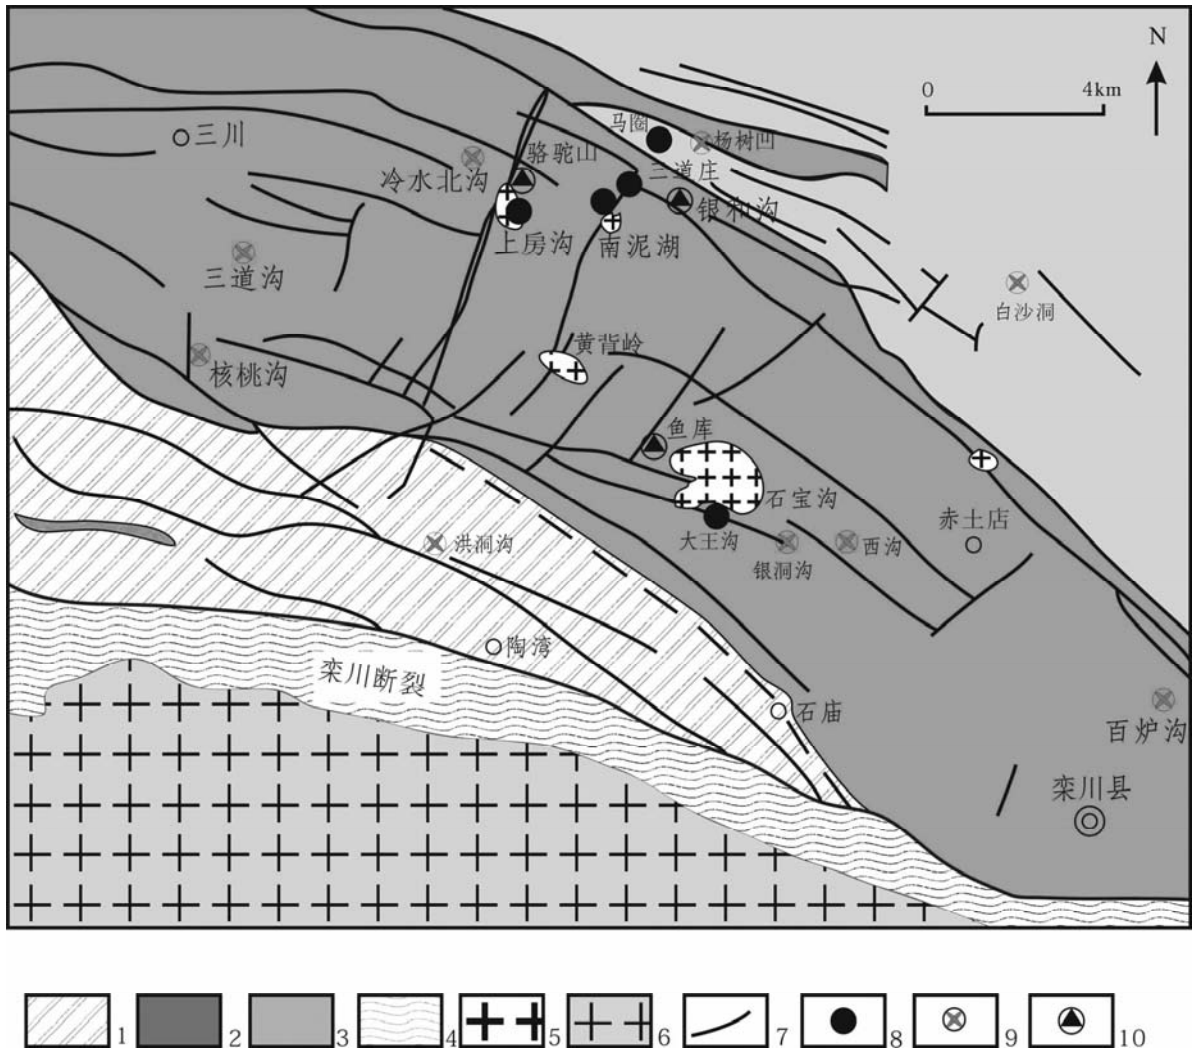 N
0 4km
马圈
杨树凹
三川
骆驼山
三道庄
冷水北沟
银和沟
上房沟
南泥湖
三道沟
白沙洞
黄背岭
核桃沟
鱼库
石宝沟
赤土店
大王沟
洪洞沟
银洞沟
西沟
陶湾
栾川断裂
石庙
百炉沟
栾川县
1 2 3 4 5 6 7 8 9 10